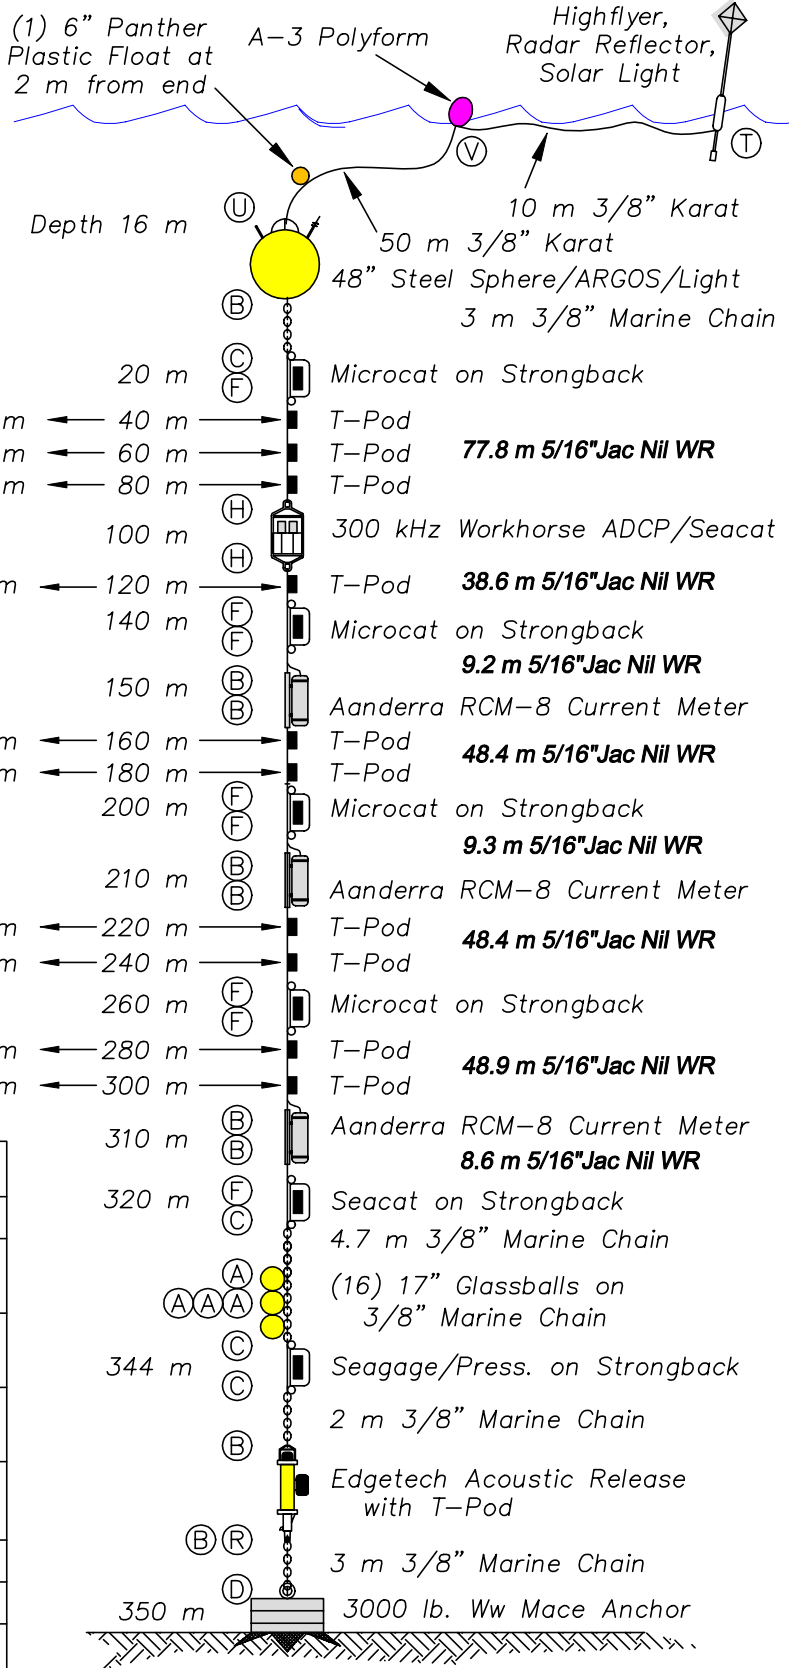 (1) 6" Panther
Plastic Float at
2 m from end
A-3 Polyform
Highflyer,
Radar Reflector,
Solar Light
V
T
U
Depth 16 m
10 m 3/8" Karat
50 m 3/8" Karat
48" Steel Sphere/ARGOS/Light
B
3 m 3/8" Marine Chain
C
20 m
F
Microcat on Strongback
m
40 m
T-Pod
m
60 m
T-Pod
77.8 m 5/16"Jac Nil WR
m
80 m
T-Pod
H
100 m
300 kHz Workhorse ADCP/Seacat
H
m
120 m
T-Pod
38.6 m 5/16"Jac Nil WR
F
140 m
F
Microcat on Strongback
9.2 m 5/16"Jac Nil WR
B
150 m
B
Aanderra RCM-8 Current Meter
m
160 m
T-Pod
48.4 m 5/16"Jac Nil WR
m
180 m
T-Pod
F
200 m
F
Microcat on Strongback
9.3 m 5/16"Jac Nil WR
B
210 m
B
Aanderra RCM-8 Current Meter
m
220 m
T-Pod
48.4 m 5/16"Jac Nil WR
m
240 m
T-Pod
F
260 m
F
Microcat on Strongback
m
280 m
T-Pod
48.9 m 5/16"Jac Nil WR
m
300 m
T-Pod
B
310 m
B
Aanderra RCM-8 Current Meter
8.6 m 5/16"Jac Nil WR
F
320 m
C
Seacat on Strongback
4.7 m 3/8" Marine Chain
A
A A A
(16) 17" Glassballs on
3/8" Marine Chain
C
344 m
C
Seagage/Press. on Strongback
2 m 3/8" Marine Chain
B
Edgetech Acoustic Release
with T-Pod
B R
3 m 3/8" Marine Chain
D
350 m
3000 lb. Ww Mace Anchor